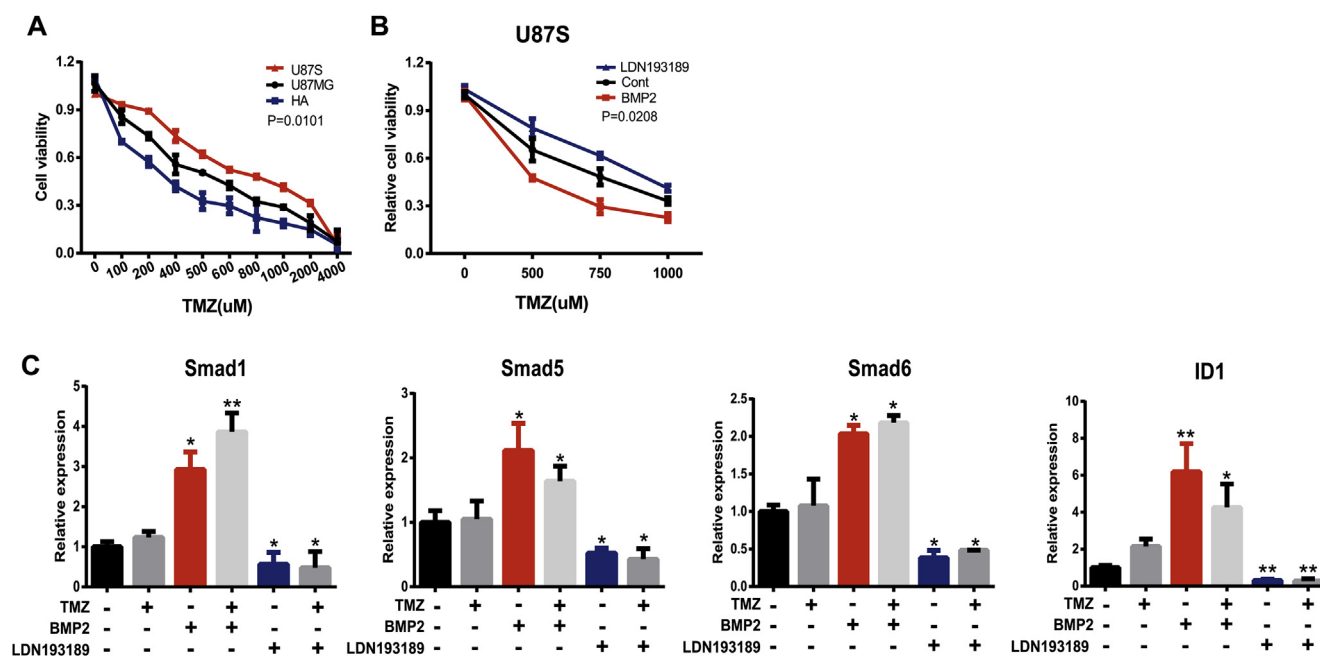 A
U87S
U87MG
HA
P=0.0101
Cell viability
1.2
0.9
0.6
0.3
0.0
0 100 200 400 500 600 800 1000 2000 4000
TMZ(uM)
B
U87S
LDN193189
Cont
BMP2
P=0.0208
Relative cell viability
1.2
0.9
0.6
0.3
0.0
0 500 750 1000
TMZ(uM)
C
Smad1
Relative expression
5
4
3
2
1
0
* ** * *
Smad5
Relative expression
3
2
1
0
* * * *
Smad6
Relative expression
2.5
2.0
1.5
1.0
0.5
0.0
* * * *
ID1
Relative expression
10
8
6
4
2
0
** * ** **
TMZ - + - + - +
BMP2 - - + + - -
LDN193189 - - - - + +
TMZ - + - + - +
BMP2 - - + + - -
LDN193189 - - - - + +
TMZ - + - + - +
BMP2 - - + + - -
LDN193189 - - - - + +
TMZ - + - + - +
BMP2 - - + + - -
LDN193189 - - - - + +